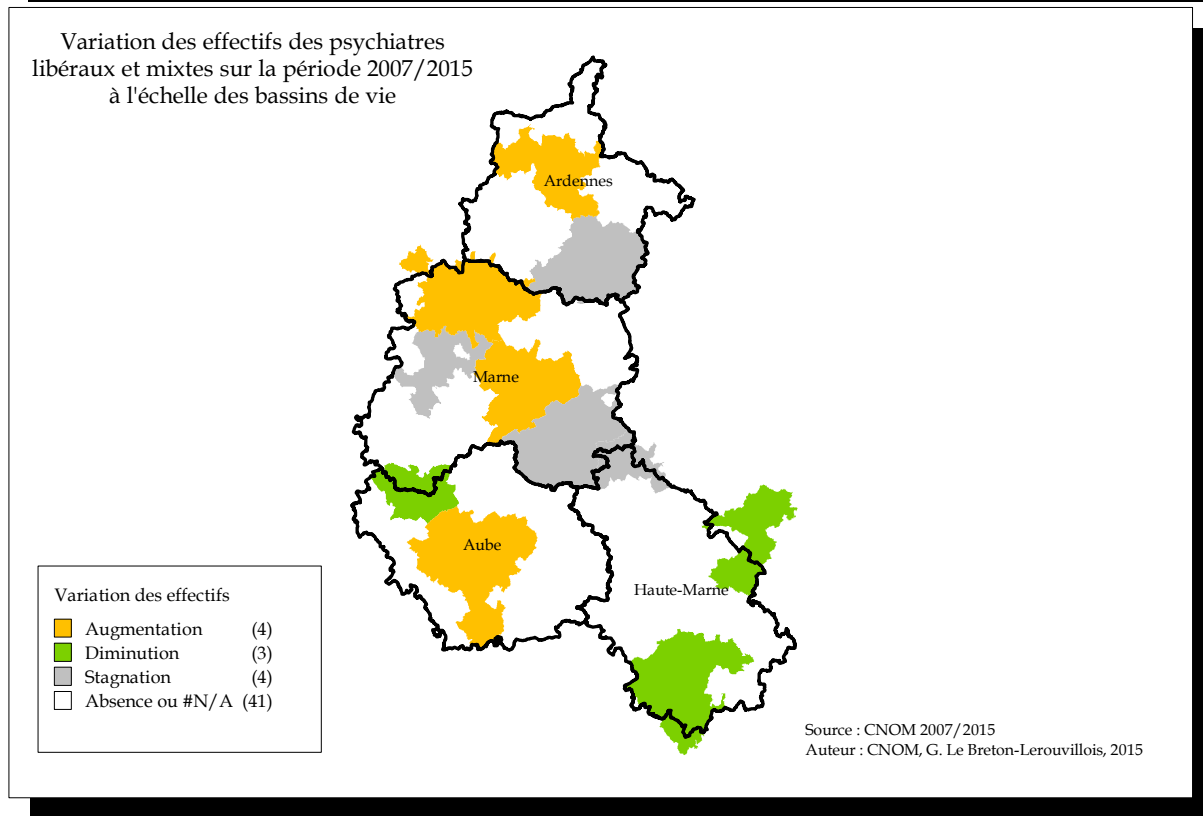 Variation des effectifs des psychiatres
libéraux et mixtes sur la période 2007/2015
à l'échelle des bassins de vie
Ardennes
Marne
Aube
Haute-Marne
Variation des effectifs
Augmentation (4)
Diminution (3)
Stagnation (4)
Absence ou #N/A (41)
Source : CNOM 2007/2015
Auteur : CNOM, G. Le Breton-Lerouvillois, 2015